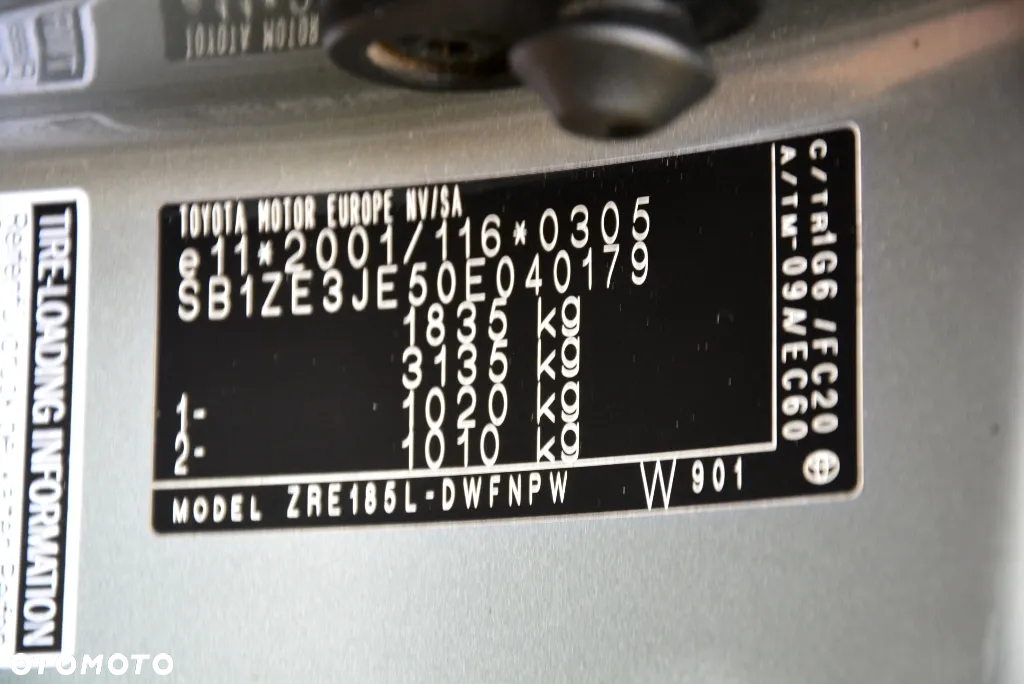 TOYOTA MOTOR EUROPE NV/SA
e11*2001/116*0305
SB1ZE3JE50E040179
1835 kg
3135 kg
1- 1020 kg
2- 1010 kg
MODEL ZRE185L-DWFNPW W 901
C/TR 1G6 /FC20
A/TM -09A/EC60
TIRE-LOADING INFORMATION
OTOMOTO